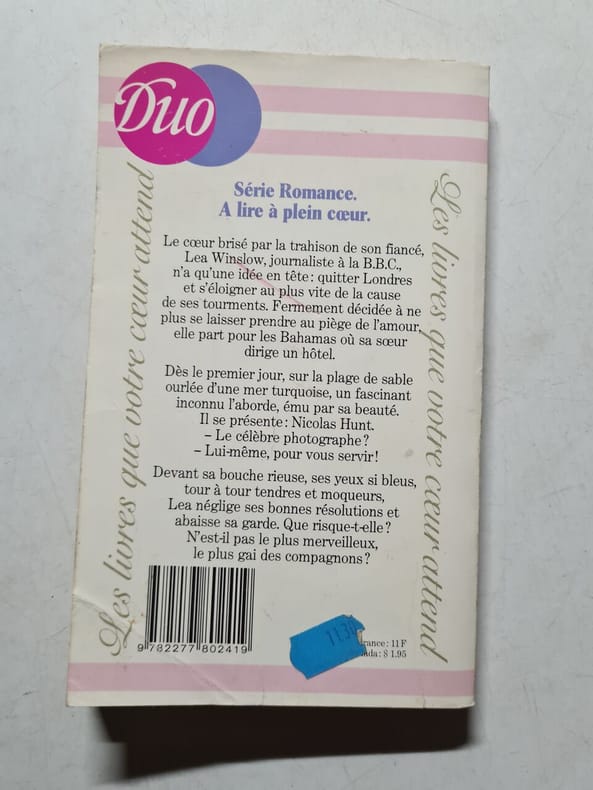 Duo
Série Romance.
A lire à plein cœur.
Le cœur brisé par la trahison de son fiancé,
Lea Winslow, journaliste à la B.B.C.,
n'a qu'une idée en tête : quitter Londres
et s'éloigner au plus vite de la cause
de ses tourments. Fermement décidée à ne
plus se laisser prendre au piège de l'amour,
elle part pour les Bahamas où sa sœur
dirige un hôtel.
Dès le premier jour, sur la plage de sable
ourlée d'une mer turquoise, un fascinant
inconnu l'aborde, ému par sa beauté.
Il se présente : Nicolas Hunt.
– Le célèbre photographe ?
– Lui-même, pour vous servir !
Devant sa bouche rieuse, ses yeux si bleus,
tour à tour tendres et moqueurs,
Lea néglige ses bonnes résolutions et
abaisse sa garde. Que risque-t-elle ?
N'est-il pas le plus merveilleux,
le plus gai des compagnons ?
Les livres que votre cœur attend
Les livres que votre cœur attend
9 782277 802419
rance : 11 F
ada : $ 1.95